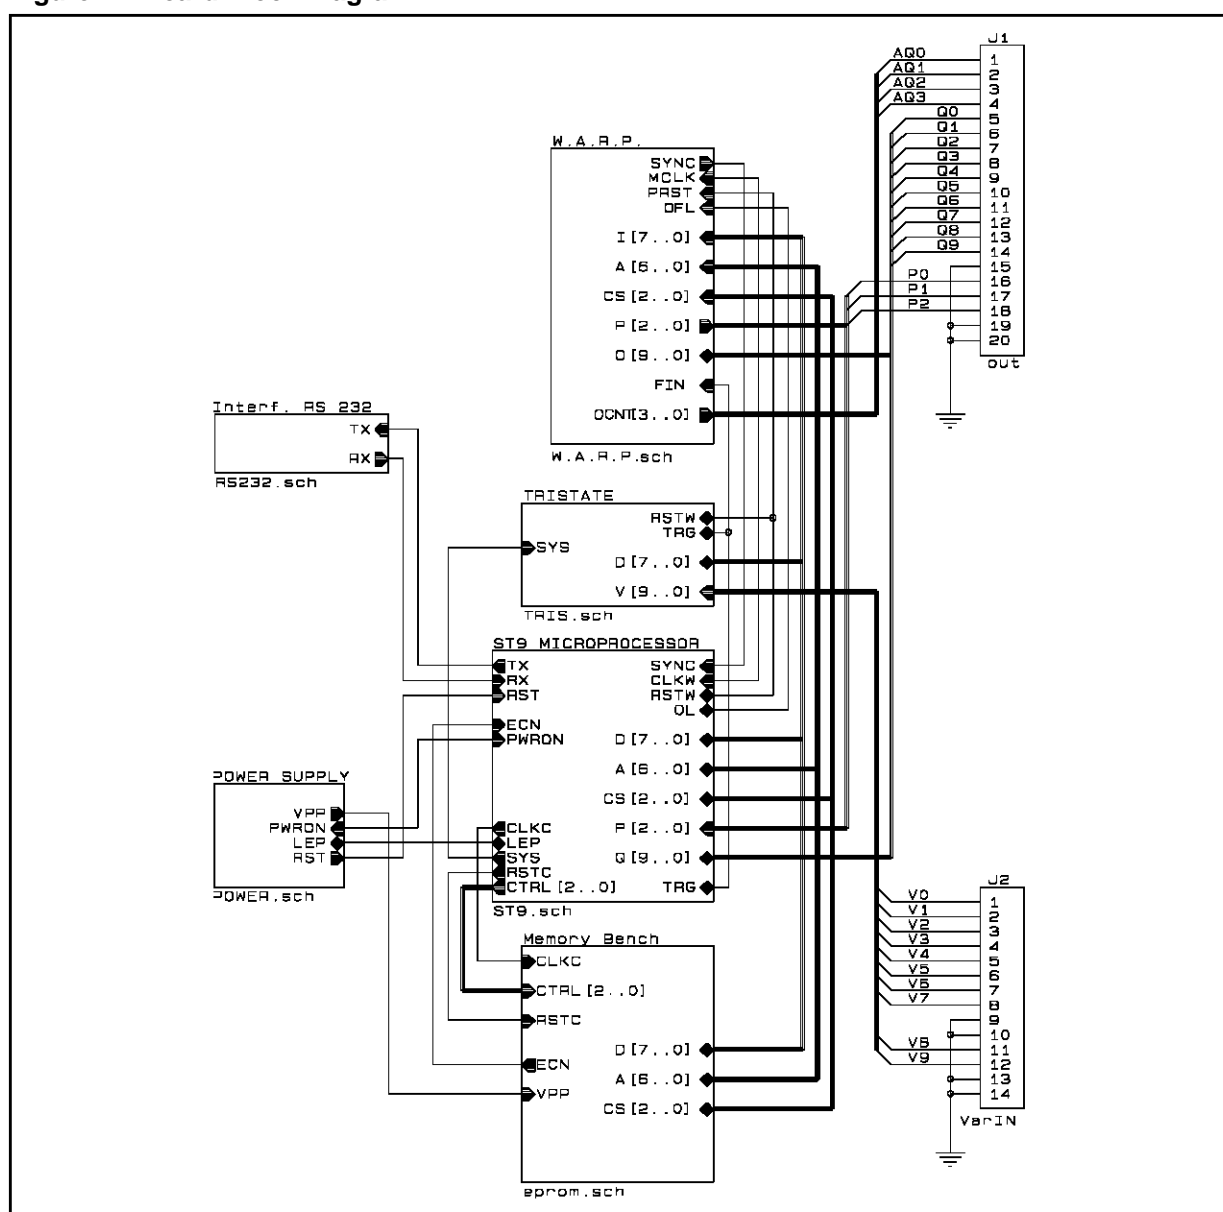 J1
AQ0 1
AQ1 2
AQ2 3
AQ3 4
Q0 5
Q1 6
Q2 7
Q3 8
Q4 9
Q5 10
Q6 11
Q7 12
Q8 13
Q9 14
15
P0 16
P1 17
P2 18
19
20
out
W.A.R.P.
SYNC
MCLK
PRST
OFL
I[7..0]
A[6..0]
CS[2..0]
P[2..0]
O[9..0]
FIN
OCNT[3..0]
W.A.R.P.sch
Interf. RS 232
TX
RX
RS232.sch
TRISTATE
RSTW
TRG
SYS
D[7..0]
V[9..0]
TRIS.sch
ST9 MICROPROCESSOR
TX SYNC
RX CLKW
RST RSTW
OL
ECN
PWRON D[7..0]
A[6..0]
CS[2..0]
CLKC P[2..0]
LEP
SYS Q[9..0]
RSTC
CTRL[2..0] TRG
ST9.sch
POWER SUPPLY
VPP
PWRON
LEP
RST
POWER.sch
Memory Bench
CLKC
CTRL[2..0]
RSTC
D[7..0]
ECN
A[6..0]
VPP
CS[2..0]
eprom.sch
J2
V0 1
V1 2
V2 3
V3 4
V4 5
V5 6
V6 7
V7 8
9
10
V8 11
V9 12
13
14
VarIN